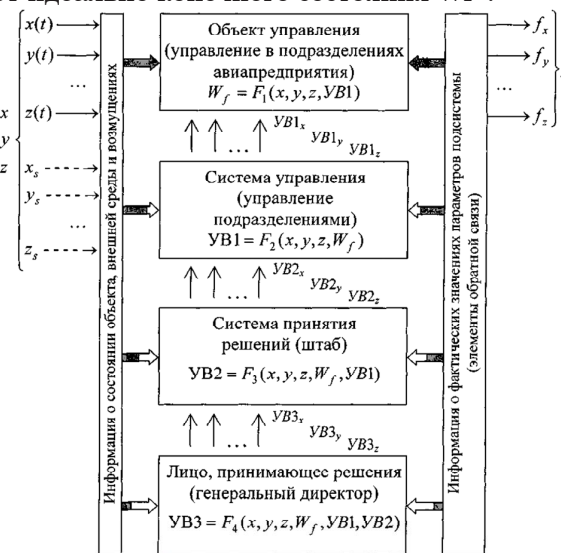 x(t)
y(t)
...
x z(t)
y
z x_s
y_s
...
z_s
Информация о состоянии объекта, внешней среды и возмущениях
Объект управления
(управление в подразделениях
авиапредприятия)
W_f = F_1(x, y, z, УВ1)
... УВ1_x
УВ1_y
УВ1_z
Система управления
(управление
подразделениями)
УВ1 = F_2(x, y, z, W_f)
... УВ2_x
УВ2_y
УВ2_z
Система принятия
решений (штаб)
УВ2 = F_3(x, y, z, W_f, УВ1)
... УВ3_x
УВ3_y
УВ3_z
Лицо, принимающее решения
(генеральный директор)
УВ3 = F_4(x, y, z, W_f, УВ1, УВ2)
Информация о фактических значениях параметров подсистемы
(элементы обратной связи)
f_x
f_y
...
f_z